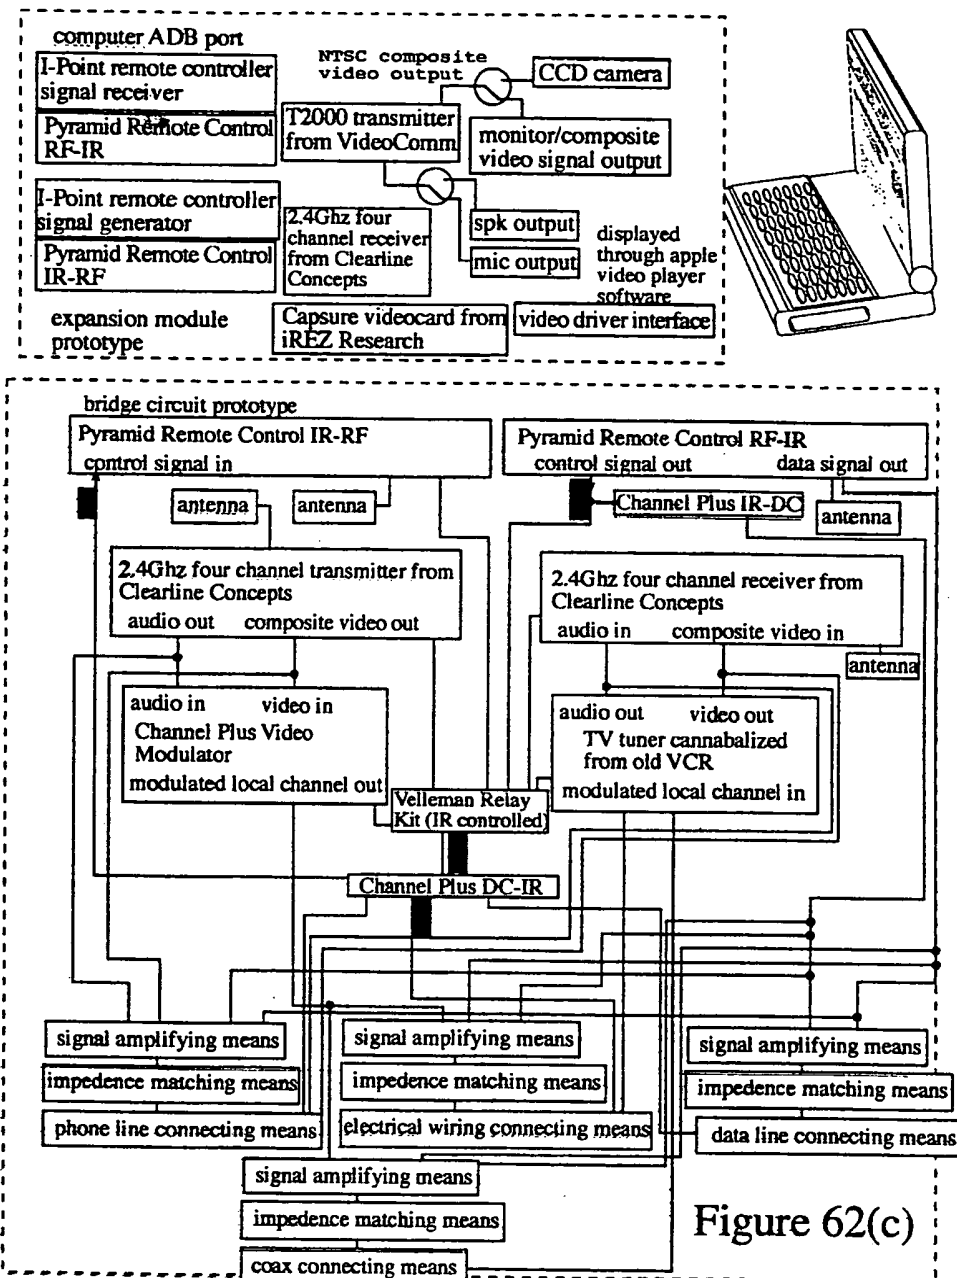 computer ADB port
I-Point remote controller
signal receiver
Pyramid Remote Control
RF-IR
I-Point remote controller
signal generator
Pyramid Remote Control
IR-RF
expansion module
prototype
NTSC composite
video output
CCD camera
T2000 transmitter
from VideoComm
monitor/composite
video signal output
2.4Ghz four
channel receiver
from Clearline
Concepts
spk output
mic output
displayed
through apple
video player
software
Capsure videocard from
iREZ Research
video driver interface
bridge circuit prototype
Pyramid Remote Control IR-RF
control signal in
Pyramid Remote Control RF-IR
control signal out data signal out
antenna
antenna
Channel Plus IR-DC
antenna
2.4Ghz four channel transmitter from
Clearline Concepts
audio out composite video out
2.4Ghz four channel receiver from
Clearline Concepts
audio in composite video in
antenna
audio in video in
Channel Plus Video
Modulator
modulated local channel out
audio out video out
TV tuner cannabalized
from old VCR
modulated local channel in
Velleman Relay
Kit (IR controlled)
Channel Plus DC-IR
signal amplifying means
impedence matching means
phone line connecting means
signal amplifying means
impedence matching means
electrical wiring connecting means
signal amplifying means
impedence matching means
data line connecting means
signal amplifying means
impedence matching means
coax connecting means
Figure 62(c)